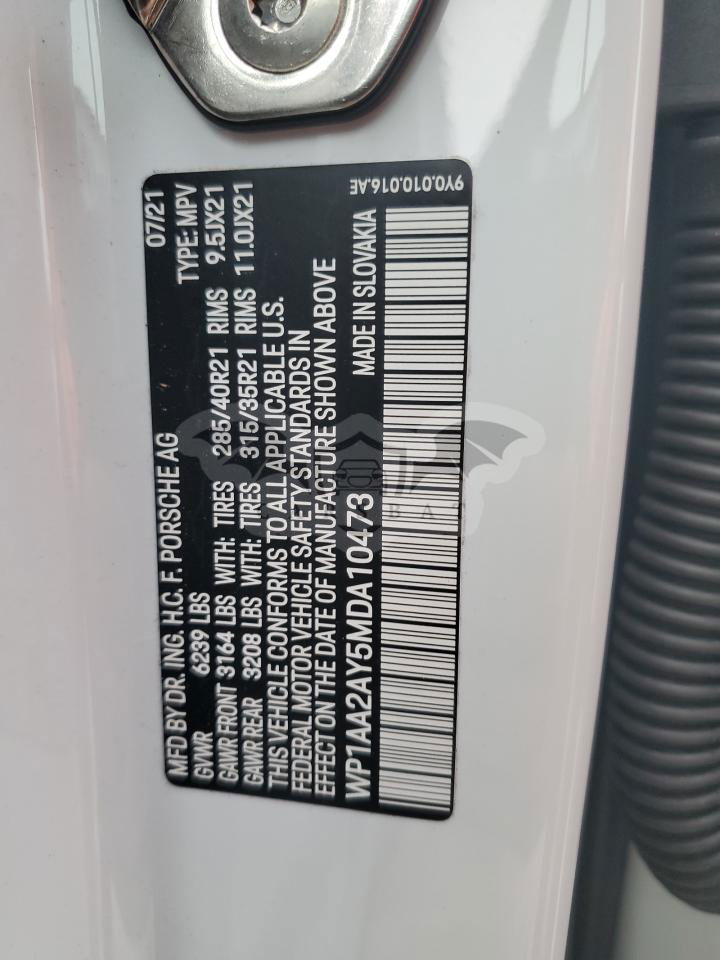 MFD BY DR. ING. H.C. F. PORSCHE AG 07/21
GVWR 6239 LBS TYPE: MPV
GAWR FRONT 3164 LBS WITH: TIRES 285/40R21 RIMS 9.5JX21
GAWR REAR 3208 LBS WITH: TIRES 315/35R21 RIMS 11.0JX21
THIS VEHICLE CONFORMS TO ALL APPLICABLE U.S.
FEDERAL MOTOR VEHICLE SAFETY STANDARDS IN
EFFECT ON THE DATE OF MANUFACTURE SHOWN ABOVE
WP1AA2AY5MDA10473 MADE IN SLOVAKIA
9Y0.010.016.AE